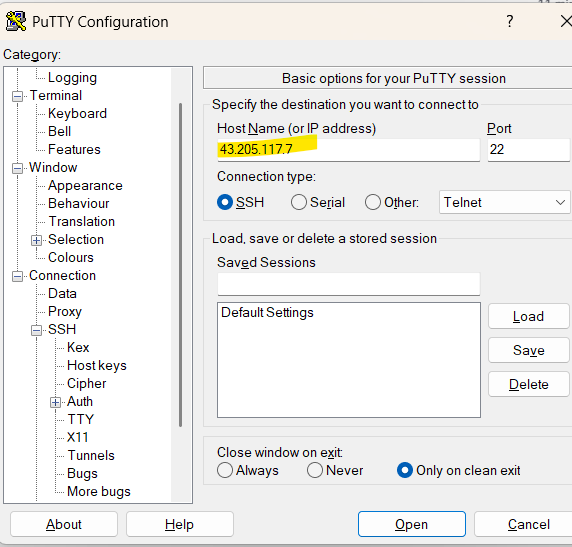 PuTTY Configuration
?
Category:
Logging
Terminal
Keyboard
Bell
Features
Window
Appearance
Behaviour
Translation
Selection
Colours
Connection
Data
Proxy
SSH
Kex
Host keys
Cipher
Auth
TTY
X11
Tunnels
Bugs
More bugs
Basic options for your PuTTY session
Specify the destination you want to connect to
Host Name (or IP address) Port
43.205.117.7 22
Connection type:
SSH Serial Other: Telnet
Load, save or delete a stored session
Saved Sessions
Default Settings
Load
Save
Delete
Close window on exit:
Always Never Only on clean exit
About Help Open Cancel